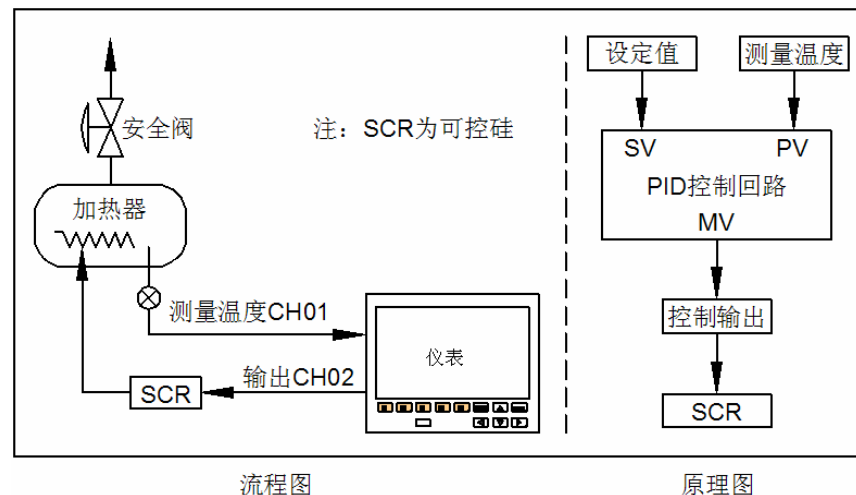 安全阀
注：SCR为可控硅
加热器
测量温度CH01
仪表
输出CH02
SCR
流程图
设定值
测量温度
SV
PV
PID控制回路
MV
控制输出
SCR
原理图